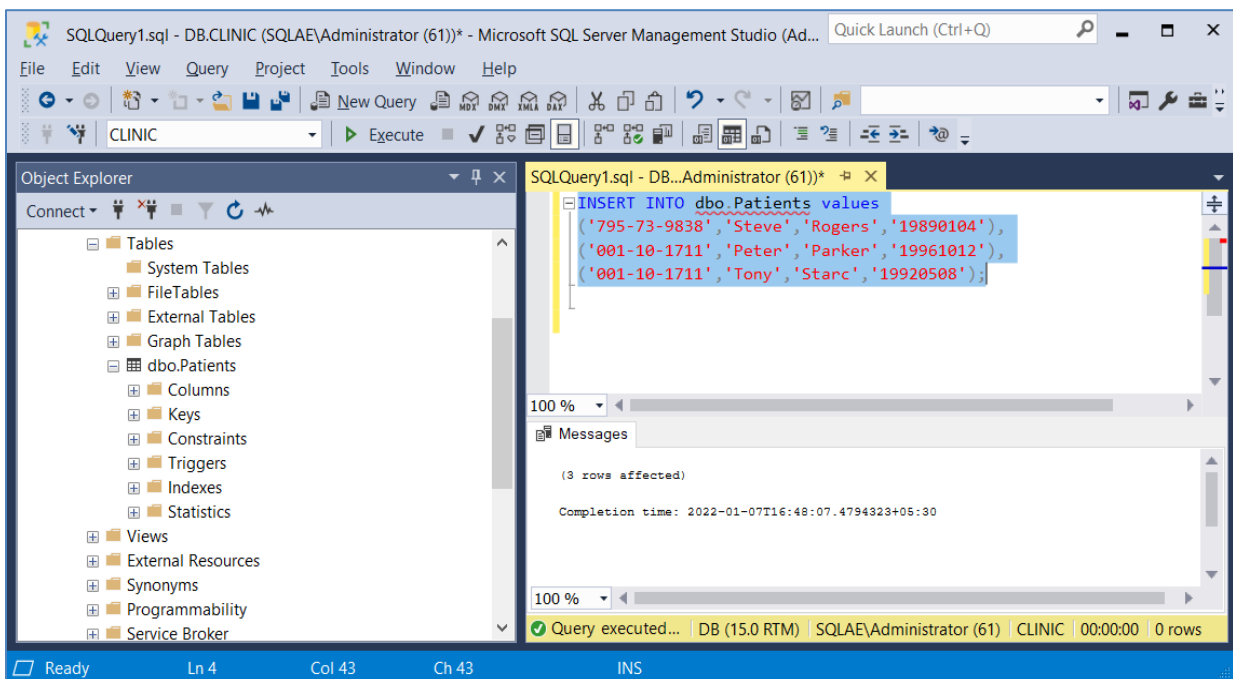 SQLQuery1.sql - DB.CLINIC (SQLAE\Administrator (61))* - Microsoft SQL Server Management Studio (Ad...
Quick Launch (Ctrl+Q)
File Edit View Query Project Tools Window Help
New Query MDX DMX XMLA DAX
CLINIC Execute
Object Explorer
Connect
Tables
System Tables
FileTables
External Tables
Graph Tables
dbo.Patients
Columns
Keys
Constraints
Triggers
Indexes
Statistics
Views
External Resources
Synonyms
Programmability
Service Broker
SQLQuery1.sql - DB...Administrator (61))*
INSERT INTO dbo.Patients values
('795-73-9838','Steve','Rogers','19890104'),
('001-10-1711','Peter','Parker','19961012'),
('001-10-1711','Tony','Starc','19920508');
100 %
Messages
(3 rows affected)
Completion time: 2022-01-07T16:48:07.4794323+05:30
100 %
Query executed... DB (15.0 RTM) SQLAE\Administrator (61) CLINIC 00:00:00 0 rows
Ready Ln 4 Col 43 Ch 43 INS